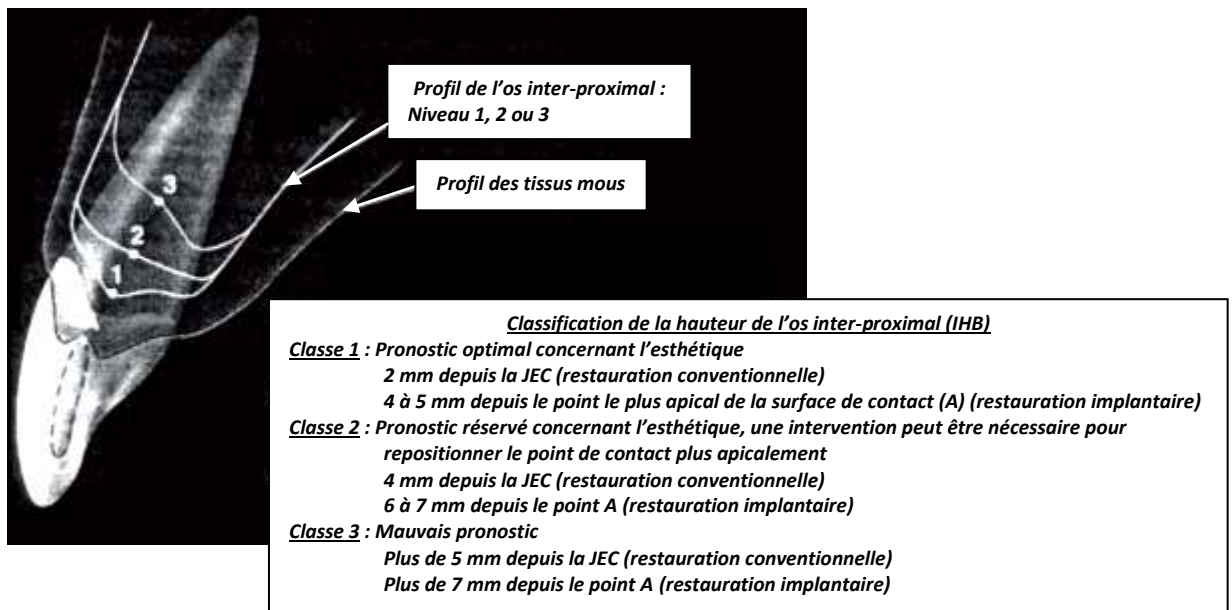 Profil de l'os inter-proximal :
Niveau 1, 2 ou 3
Profil des tissus mous
3
2
1
Classification de la hauteur de l'os inter-proximal (IHB)
Classe 1 : Pronostic optimal concernant l'esthétique
2 mm depuis la JEC (restauration conventionnelle)
4 à 5 mm depuis le point le plus apical de la surface de contact (A) (restauration implantaire)
Classe 2 : Pronostic réservé concernant l'esthétique, une intervention peut être nécessaire pour
repositionner le point de contact plus apicalement
4 mm depuis la JEC (restauration conventionnelle)
6 à 7 mm depuis le point A (restauration implantaire)
Classe 3 : Mauvais pronostic
Plus de 5 mm depuis la JEC (restauration conventionnelle)
Plus de 7 mm depuis le point A (restauration implantaire)